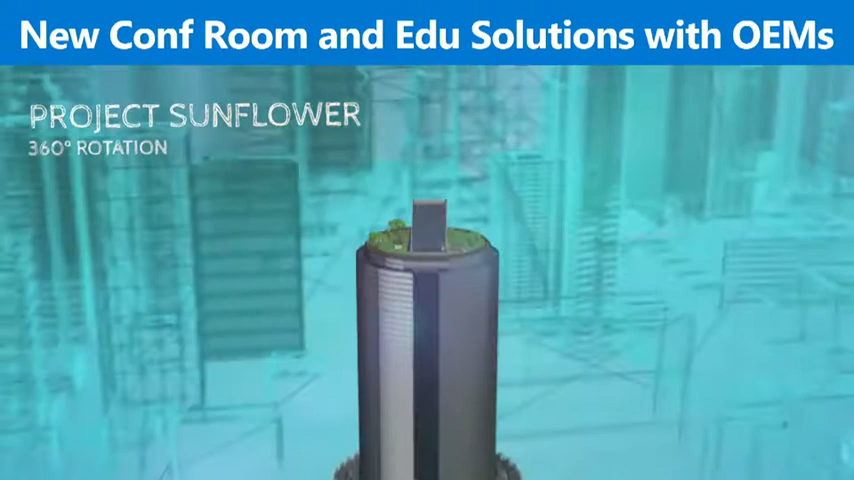 New Conf Room and Edu Solutions with OEMs
PROJECT SUNFLOWER
360° ROTATION